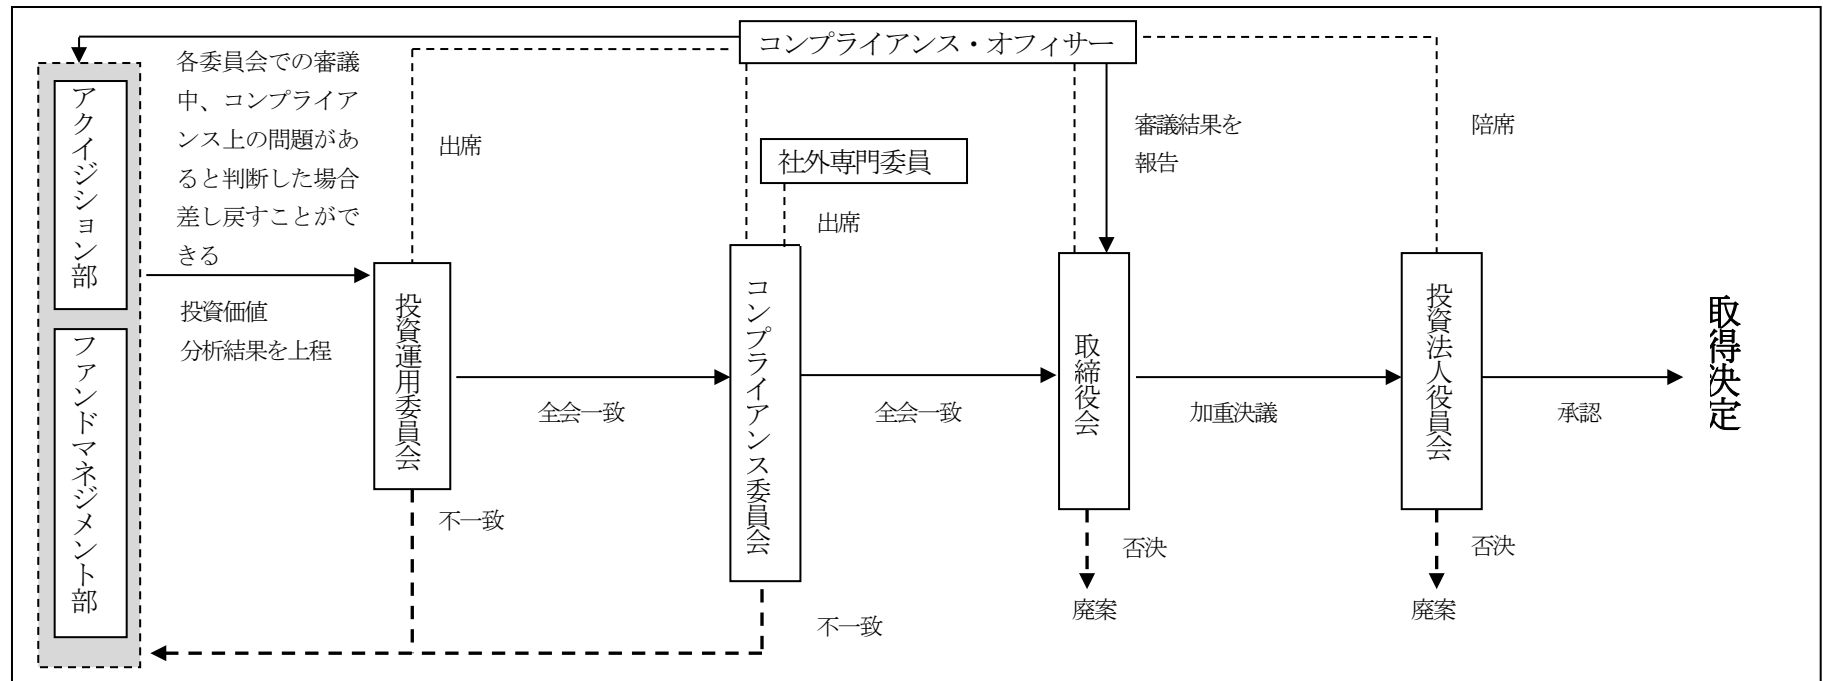 コンプライアンス・オフィサー
各委員会での審議
中、コンプライア
ンス上の問題があ
ると判断した場合
差し戻すことがで
きる
アクイジション部
ファンドマネジメント部
投資価値
分析結果を上程
出席
投資運用委員会
全会一致
不一致
社外専門委員
出席
コンプライアンス委員会
全会一致
不一致
審議結果を
報告
取締役会
加重決議
否決
廃案
陪席
投資法人役員会
承認
否決
廃案
取得決定